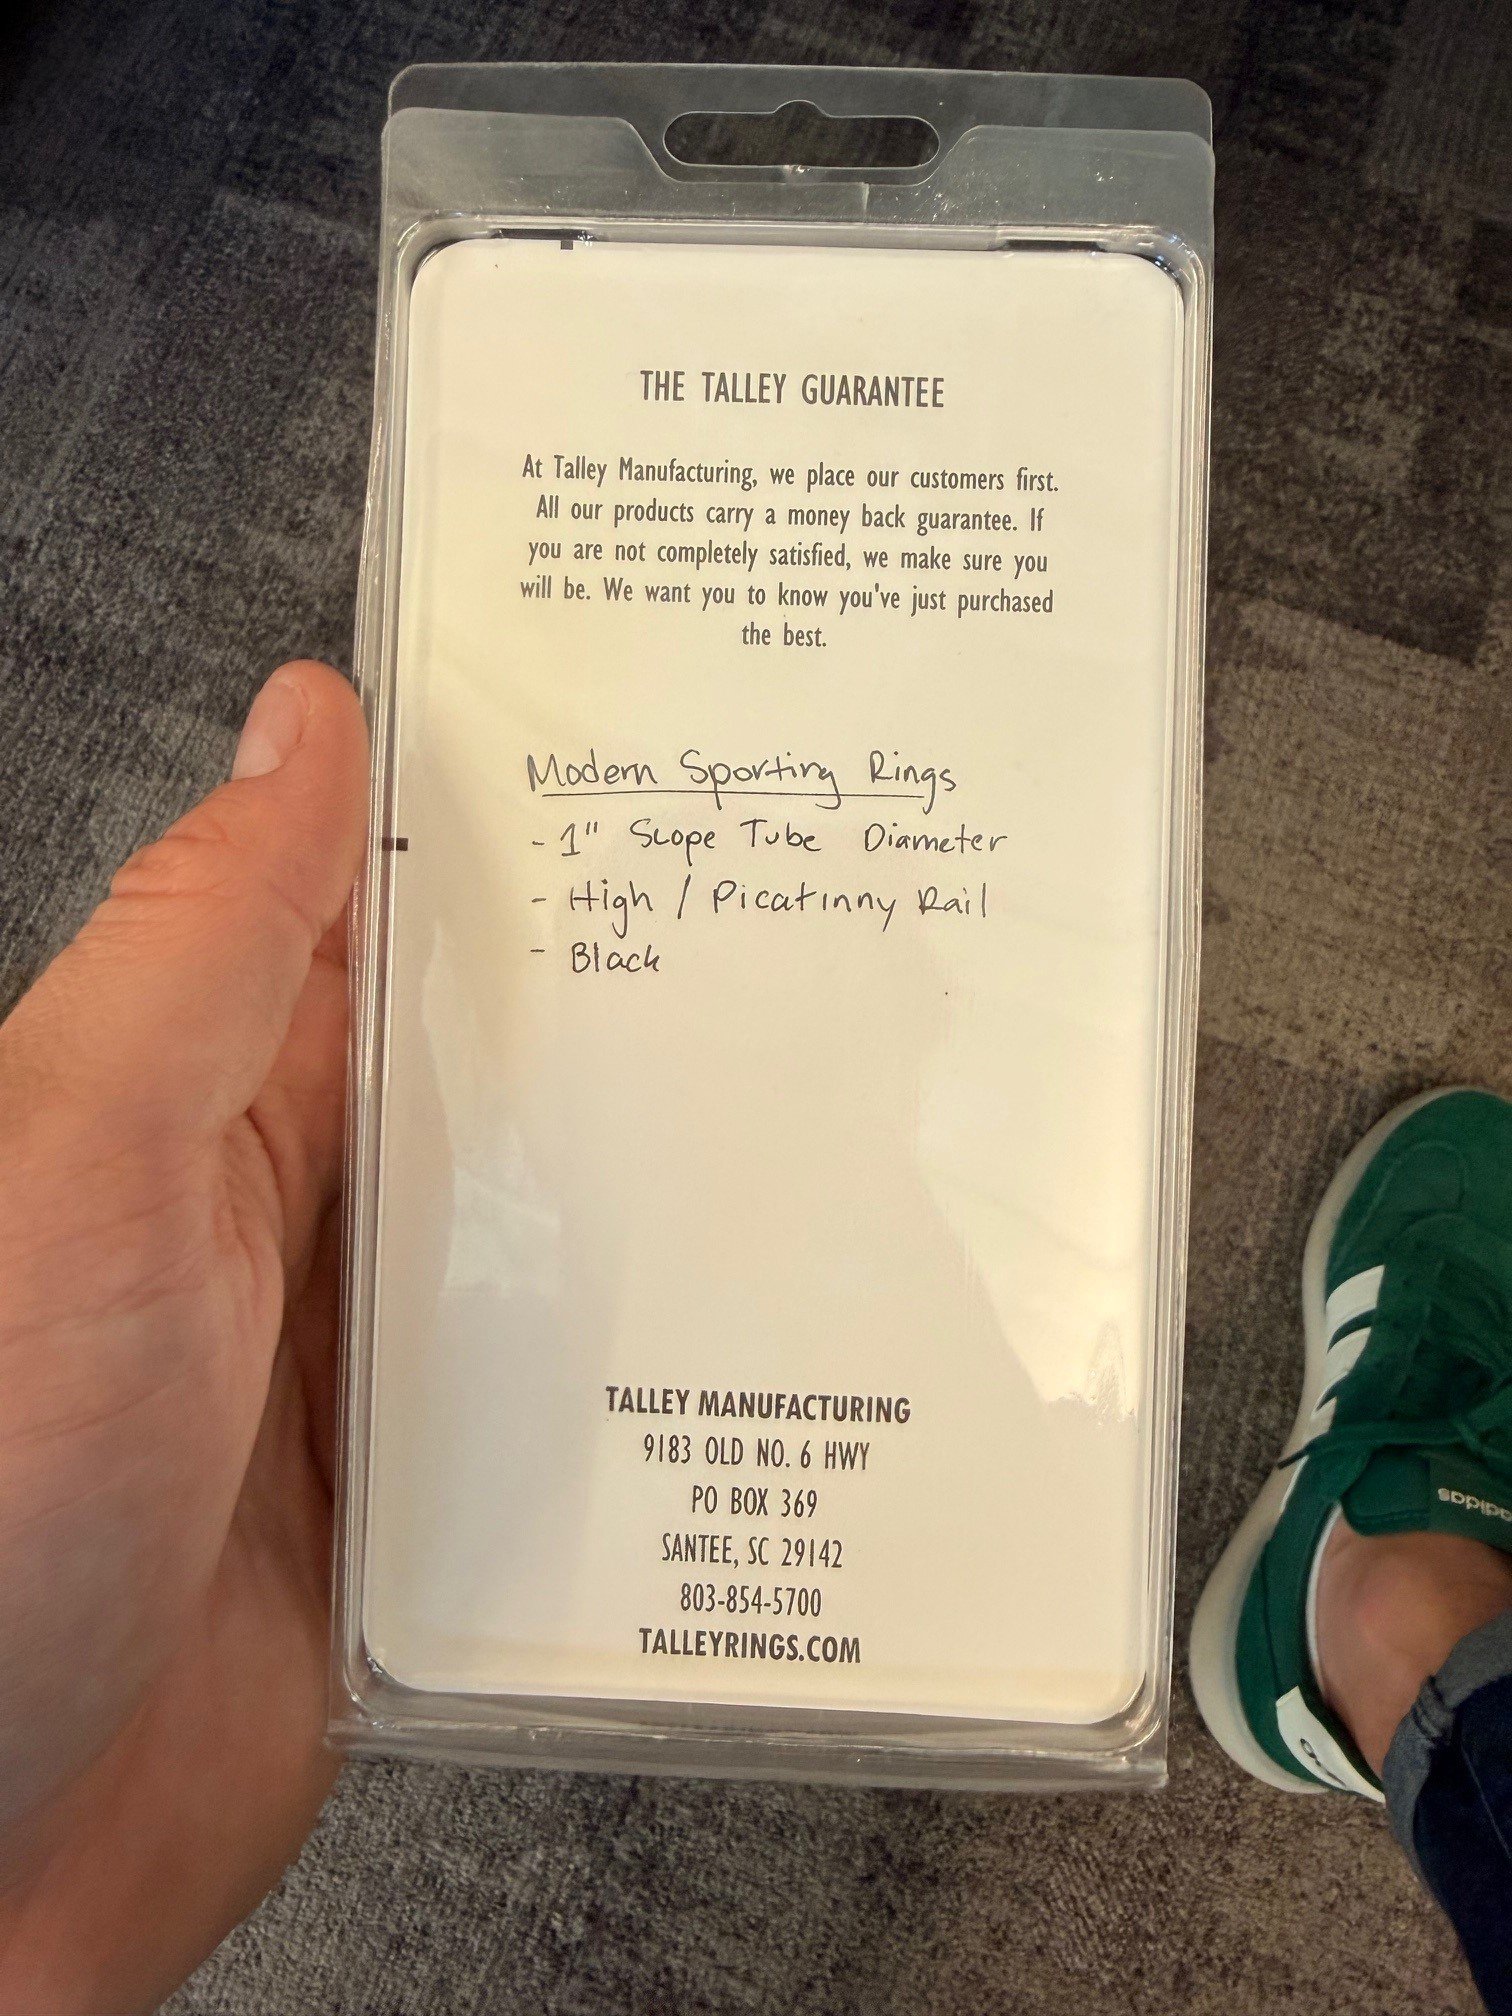 THE TALLEY GUARANTEE
At Talley Manufacturing, we place our customers first.
All our products carry a money back guarantee. If
you are not completely satisfied, we make sure you
will be. We want you to know you've just purchased
the best.
Modern Sporting Rings
- 1" Scope Tube Diameter
- High / Picatinny Rail
- Black
TALLEY MANUFACTURING
9183 OLD NO. 6 HWY
PO BOX 369
SANTEE, SC 29142
803-854-5700
TALLEYRINGS.COM
adidas